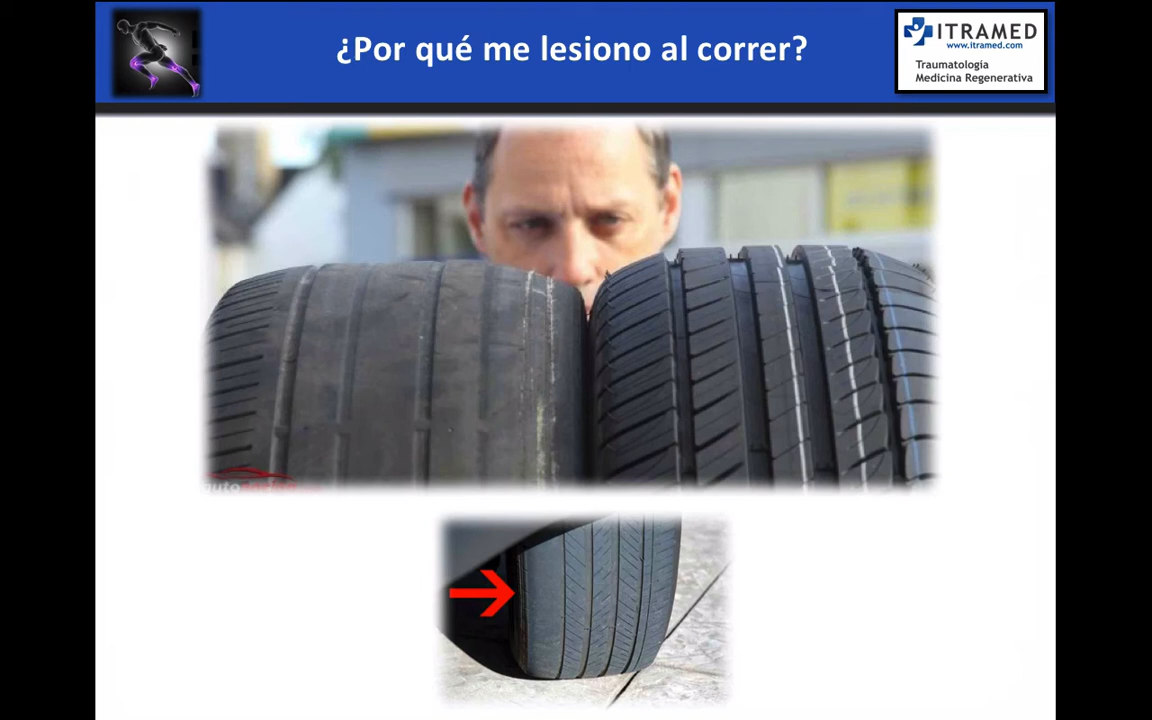 ¿Por qué me lesiono al correr?
ITRAMED
www.itramed.com
Traumatología
Medicina Regenerativa